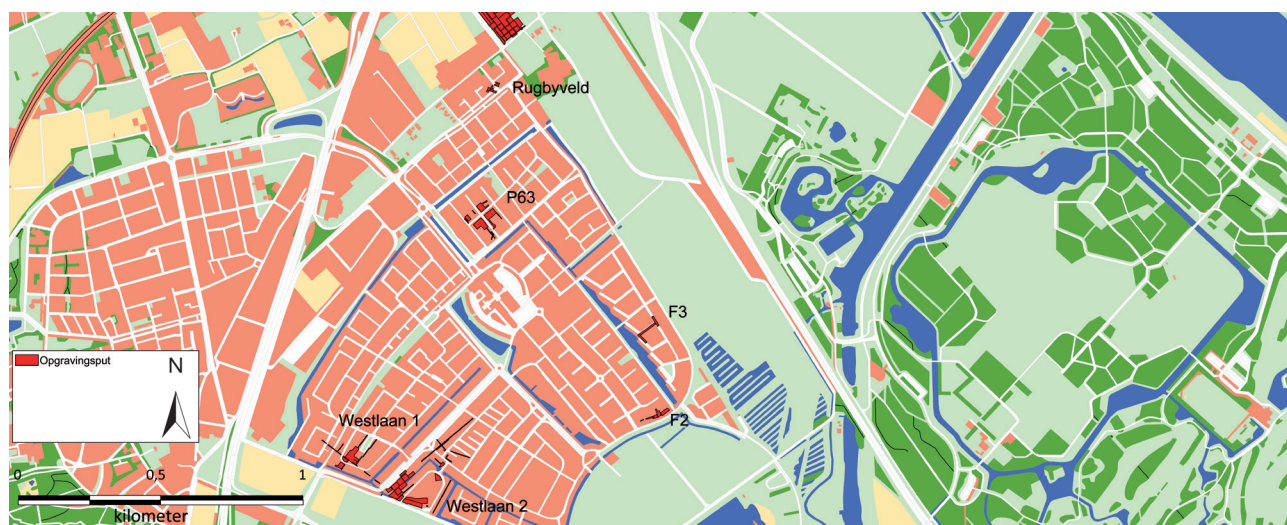 Rugbyveld
P63
F3
Opgravingsput
N
Westlaan 1
F2
0 0,5 1
Westlaan 2
kilometer